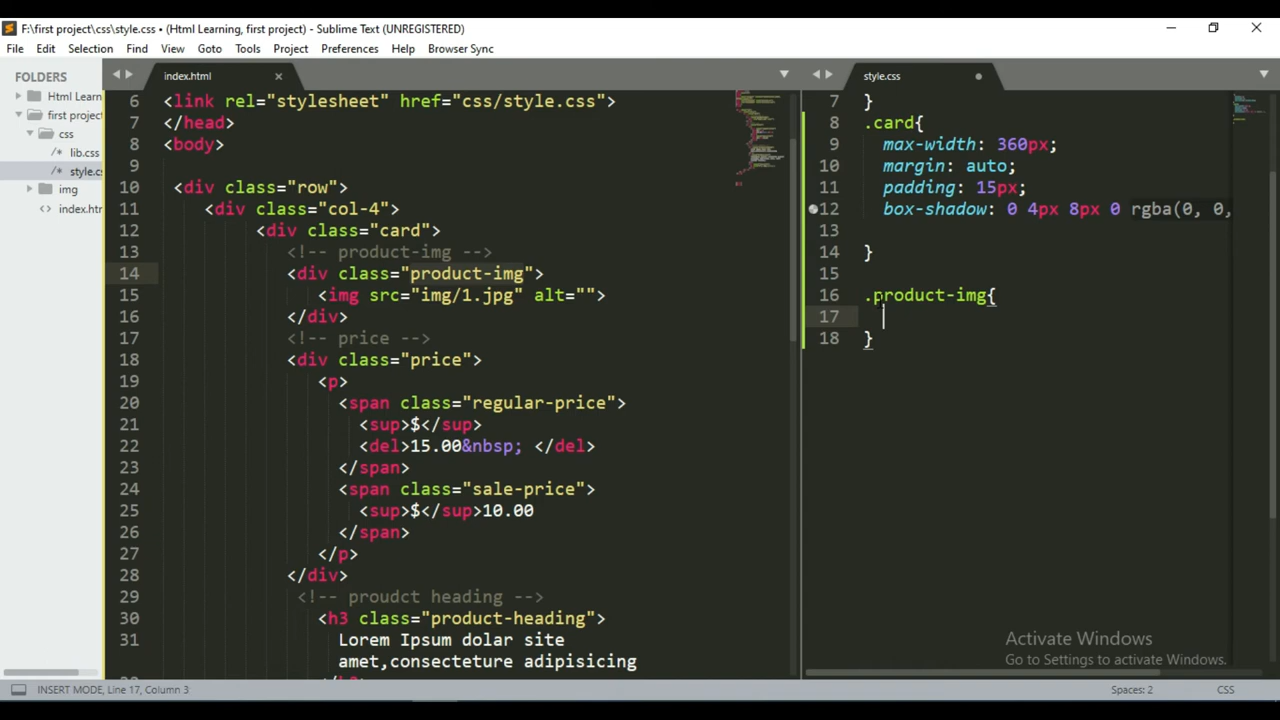 F:\first project\css\style.css • (Html Learning, first project) - Sublime Text (UNREGISTERED)
File Edit Selection Find View Goto Tools Project Preferences Help Browser Sync
FOLDERS
Html Learn
first project
css
/* lib.css
/* style.cs
img
<> index.htm
index.html
6 <link rel="stylesheet" href="css/style.css">
7 </head>
8 <body>
9
10 <div class="row">
11 <div class="col-4">
12 <div class="card">
13 <!-- product-img -->
14 <div class="product-img">
15 <img src="img/1.jpg" alt="">
16 </div>
17 <!-- price -->
18 <div class="price">
19 <p>
20 <span class="regular-price">
21 <sup>$</sup>
22 <del>15.00&nbsp; </del>
23 </span>
24 <span class="sale-price">
25 <sup>$</sup>10.00
26 </span>
27 </p>
28 </div>
29 <!-- proudct heading -->
30 <h3 class="product-heading">
31 Lorem Ipsum dolar site
amet,consecteture adipisicing
style.css
7 }
8 .card{
9 max-width: 360px;
10 margin: auto;
11 padding: 15px;
12 box-shadow: 0 4px 8px 0 rgba(0, 0,
13
14 }
15
16 .product-img{
17
18 }
Activate Windows
Go to Settings to activate Windows.
INSERT MODE, Line 17, Column 3
Spaces: 2 CSS